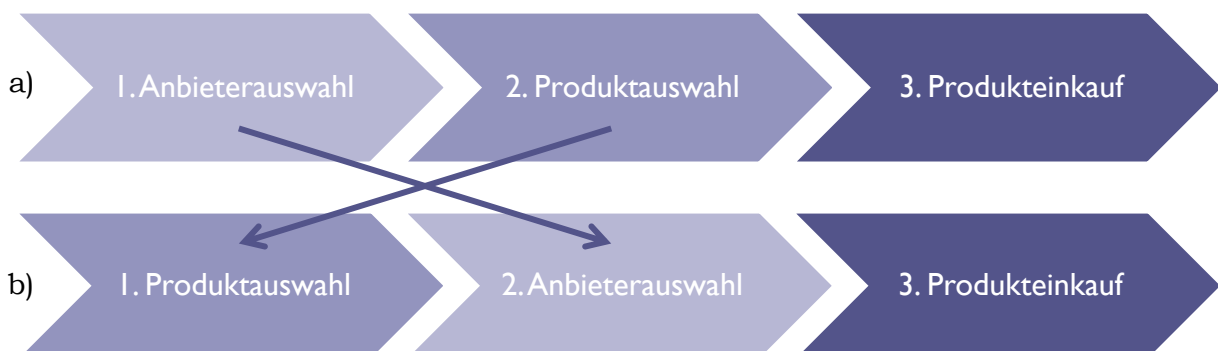 a) 1. Anbieterauswahl 2. Produktauswahl 3. Produkteinkauf
b) 1. Produktauswahl 2. Anbieterauswahl 3. Produkteinkauf